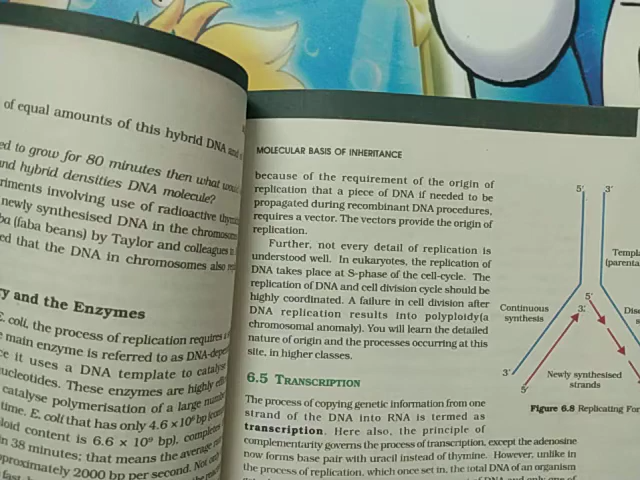 of equal amounts of this hybrid DNA
ed to grow for 80 minutes then what
nd hybrid densities DNA molecule?
riments involving use of radioactive
newly synthesised DNA in the
ba (faba beans) by Taylor and colleagues
ed that the DNA in chromosomes also
ry and the Enzymes
E. coli, the process of replication requires
main enzyme is referred to as
it uses a DNA template to
nucleotides. These enzymes are highly
catalyse polymerisation of a large
time. E. coli that has only 4.6 ×10⁶ bp
loid content is 6.6 × 10⁹ bp),
in 38 minutes; that means the average
proximately 2000 bp per second. Not
MOLECULAR BASIS OF INHERITANCE
because of the requirement of the origin of
replication that a piece of DNA if needed to be
propagated during recombinant DNA procedures,
requires a vector. The vectors provide the origin of
replication.
Further, not every detail of replication is
understood well. In eukaryotes, the replication of
DNA takes place at S-phase of the cell-cycle. The
replication of DNA and cell division cycle should be
highly coordinated. A failure in cell division after
DNA replication results into polyploidy(a
chromosomal anomaly). You will learn the detailed
nature of origin and the processes occurring at this
site, in higher classes.
6.5 TRANSCRIPTION
The process of copying genetic information from one
strand of the DNA into RNA is termed as
transcription. Here also, the principle of
complementarity governs the process of transcription, except the adenosine
now forms base pair with uracil instead of thymine. However, unlike in
the process of replication, which once set in, the total DNA of an organism
5' 3'
Templa
(parenta
5'
3'
Continuous
synthesis
3'
5'
Newly synthesised
strands
Figure 6.8 Replicating For